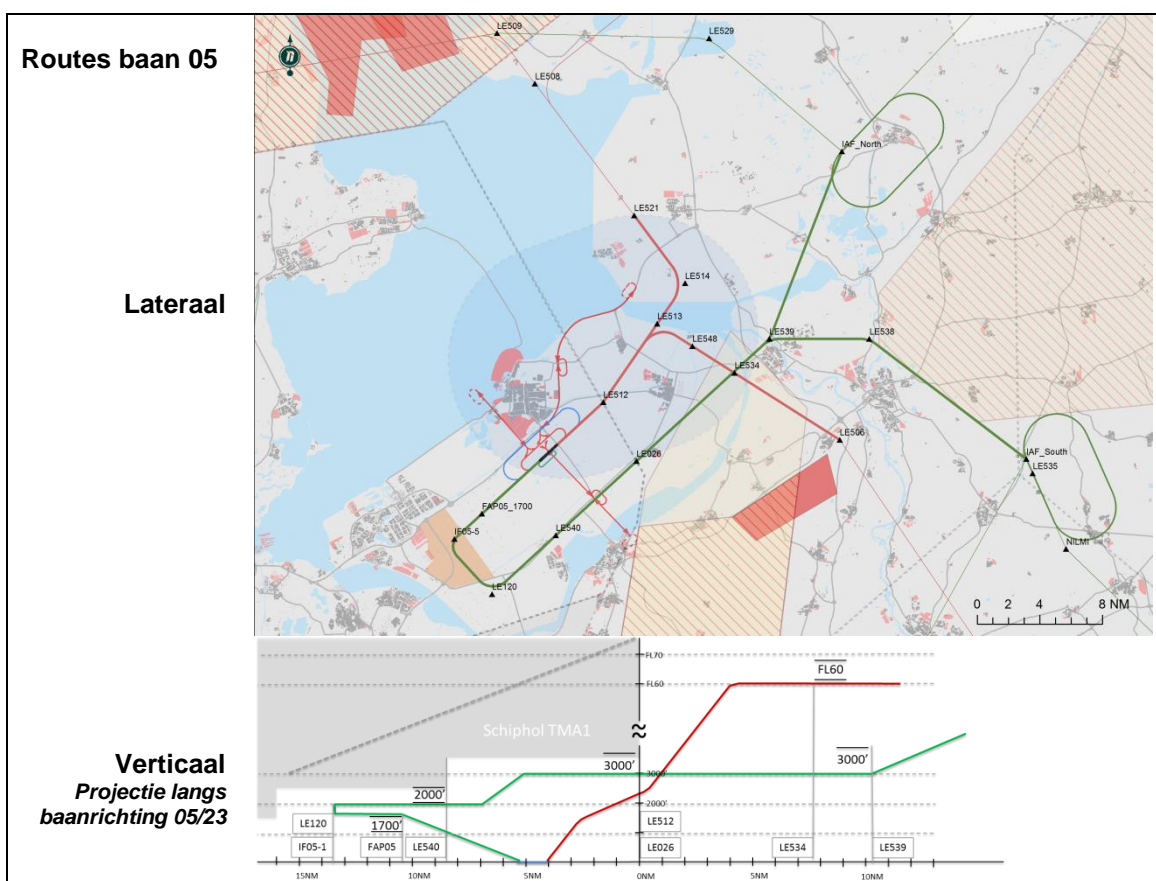 Routes baan 05
n
LE509
LE529
LE508
IAF_North
LE521
LE514
LE513
LE548
LE539
LE538
LE534
LE512
LE506
IAF_South
LE535
LE026
FAP05_1700
IF05-5
LE540
NILMI
LE120
0 2 4 8 NM
Lateraal
FL70
FL60
FL60
Schiphol TMA1
≈
3000'
3000'
3000'
2000'
2000'
1700'
Verticaal
Projectie langs
baanrichting 05/23
LE120
LE512
IF05-1
FAP05
LE540
LE026
LE534
LE539
15NM
10NM
5NM
0NM
5NM
10NM